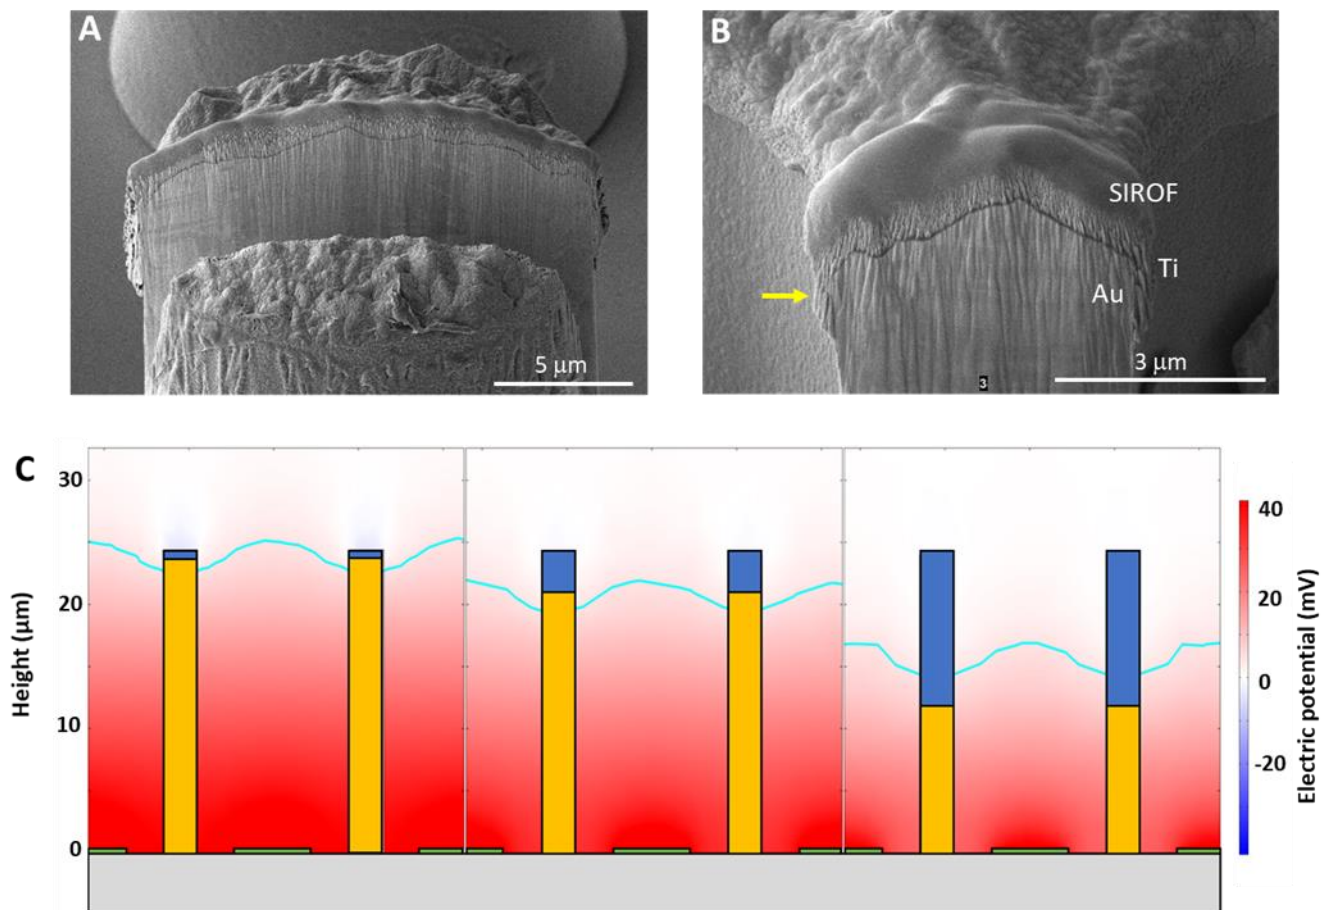 A
B
SIROF
Ti
Au
5 μm
3 μm
3
C
30
20
10
0
Height (μm)
40
20
0
-20
Electric potential (mV)